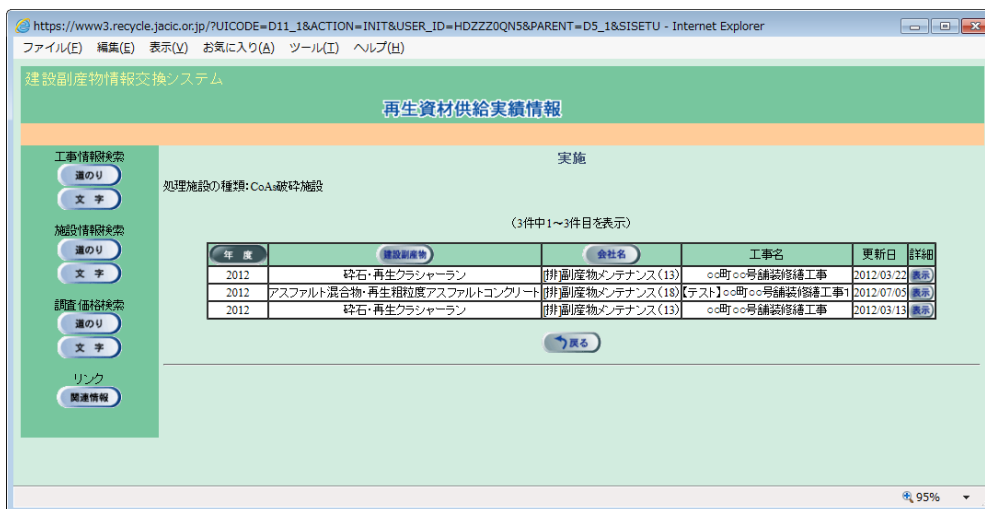 https://www3.recycle.jacic.or.jp/?UICODE=D11_1&ACTION=INIT&USER_ID=HDZZZ0QN5&PARENT=D5_1&SISETU - Internet Explorer
ファイル(F) 編集(E) 表示(V) お気に入り(A) ツール(T) ヘルプ(H)
建設副産物情報交換システム
再生資材供給実績情報
工事情報検索
道のり
文字
施設情報検索
道のり
文字
調査価格検索
道のり
文字
リンク
関連情報
実施
処理施設の種類:CoAs破砕施設
(3件中1~3件目を表示)
年度 建設副産物 会社名 工事名 更新日 詳細
2012 砕石・再生クラシャーラン [排]副産物メンテナンス(13) ○○町○○号舗装修繕工事 2012/03/22 表示
2012 アスファルト混合物・再生粗粒度アスファルトコンクリート [排]副産物メンテナンス(18) 【テスト】○○町○○号舗装修繕工事1 2012/07/05 表示
2012 砕石・再生クラシャーラン [排]副産物メンテナンス(13) ○○町○○号舗装修繕工事 2012/03/13 表示
戻る
95%